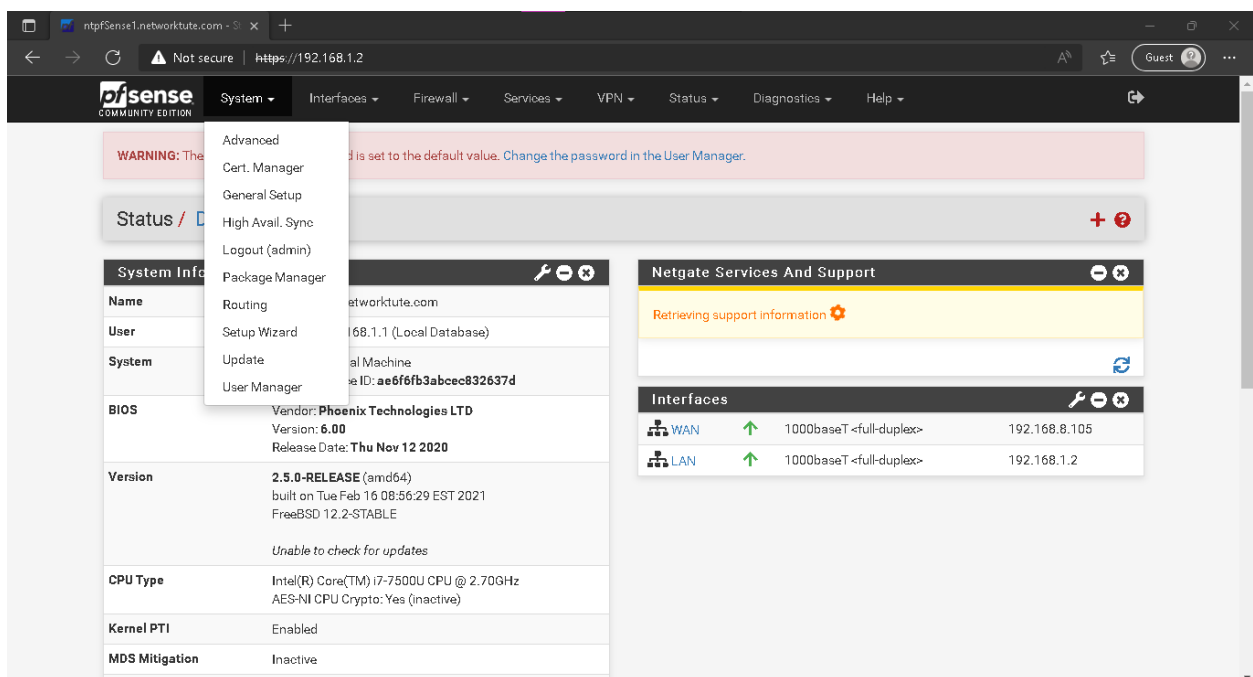 ntpfSense1.networktute.com - S
Not secure https://192.168.1.2
Guest
pfsense
COMMUNITY EDITION
System Interfaces Firewall Services VPN Status Diagnostics Help
Advanced
Cert. Manager
General Setup
High Avail. Sync
Logout (admin)
Package Manager
Routing
Setup Wizard
Update
User Manager
WARNING: The d is set to the default value. Change the password in the User Manager.
Status / D
System Info
Name etworktute.com
User 168.1.1 (Local Database)
System al Machine
e ID: ae6f6fb3abcec832637d
BIOS Vendor: Phoenix Technologies LTD
Version: 6.00
Release Date: Thu Nov 12 2020
Version 2.5.0-RELEASE (amd64)
built on Tue Feb 16 08:56:29 EST 2021
FreeBSD 12.2-STABLE
Unable to check for updates
CPU Type Intel(R) Core(TM) i7-7500U CPU @ 2.70GHz
AES-NI CPU Crypto: Yes (inactive)
Kernel PTI Enabled
MDS Mitigation Inactive
Netgate Services And Support
Retrieving support information
Interfaces
WAN 1000baseT <full-duplex> 192.168.8.105
LAN 1000baseT <full-duplex> 192.168.1.2